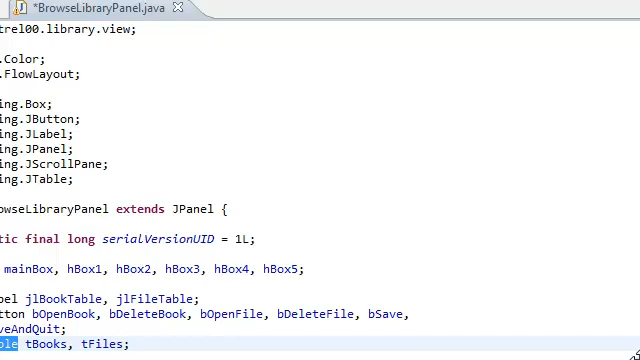 *BrowseLibraryPanel.java
trel00.library.view;
.Color;
.FlowLayout;
ing.Box;
ing.JButton;
ing.JLabel;
ing.JPanel;
ing.JScrollPane;
ing.JTable;
owseLibraryPanel extends JPanel {
tic final long serialVersionUID = 1L;
mainBox, hBox1, hBox2, hBox3, hBox4, hBox5;
bel jlBookTable, jlFileTable;
tton bOpenBook, bDeleteBook, bOpenFile, bDeleteFile, bSave,
veAndQuit;
ble tBooks, tFiles;